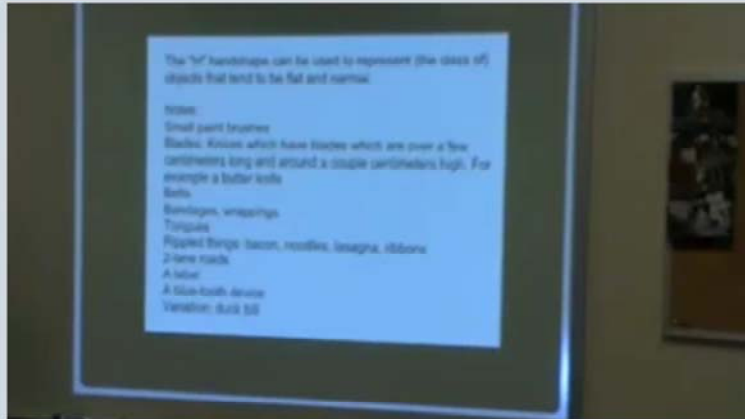 The "H" handshape can be used to represent (the class of)
objects that tend to be flat and narrow.
Notes:
Small paint brushes
Blades: Knives which have blades which are over a few
centimeters long and around a couple centimeters high. For
example a butter knife
Belts
Bandages, wrappings
Tongues
Rippled things: bacon, noodles, lasagna, ribbons
2-lane roads
A label
A blue-tooth device
Variation: duck bill